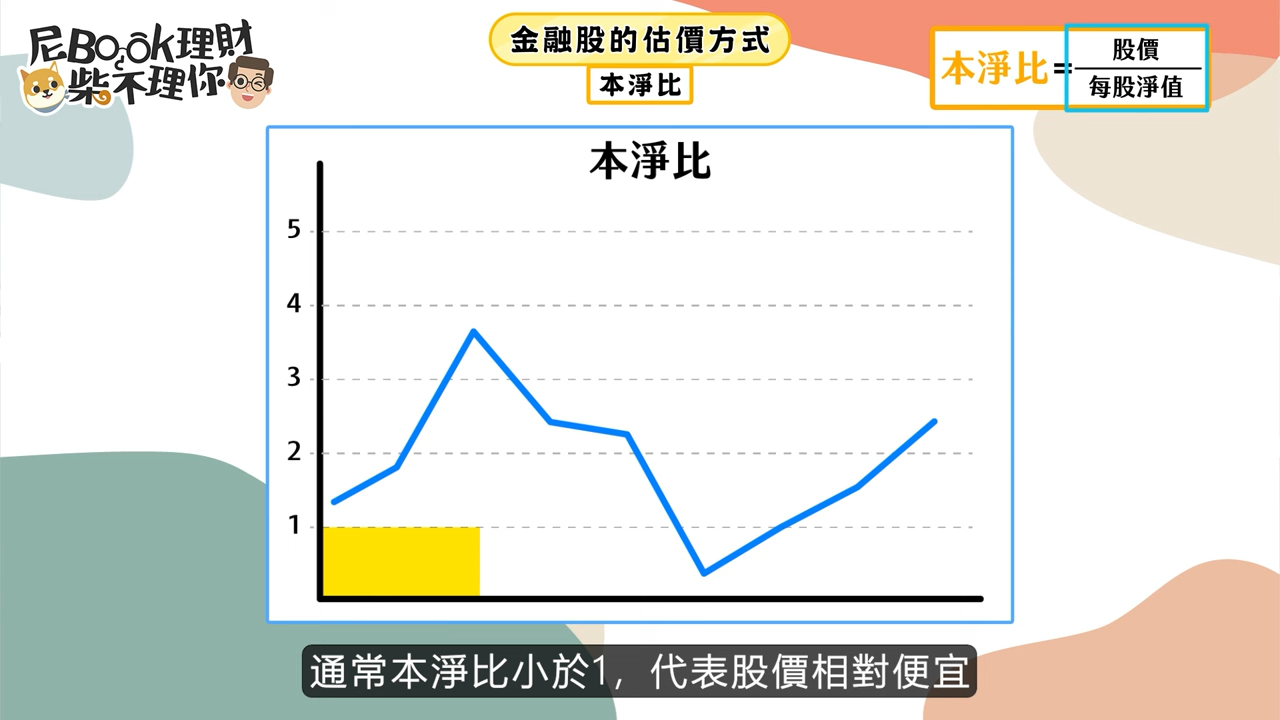 尼BOOK理財
柴不理你
金融股的估價方式
本淨比
本淨比=股價
每股淨值
本淨比
5
4
3
2
1
通常本淨比小於1，代表股價相對便宜